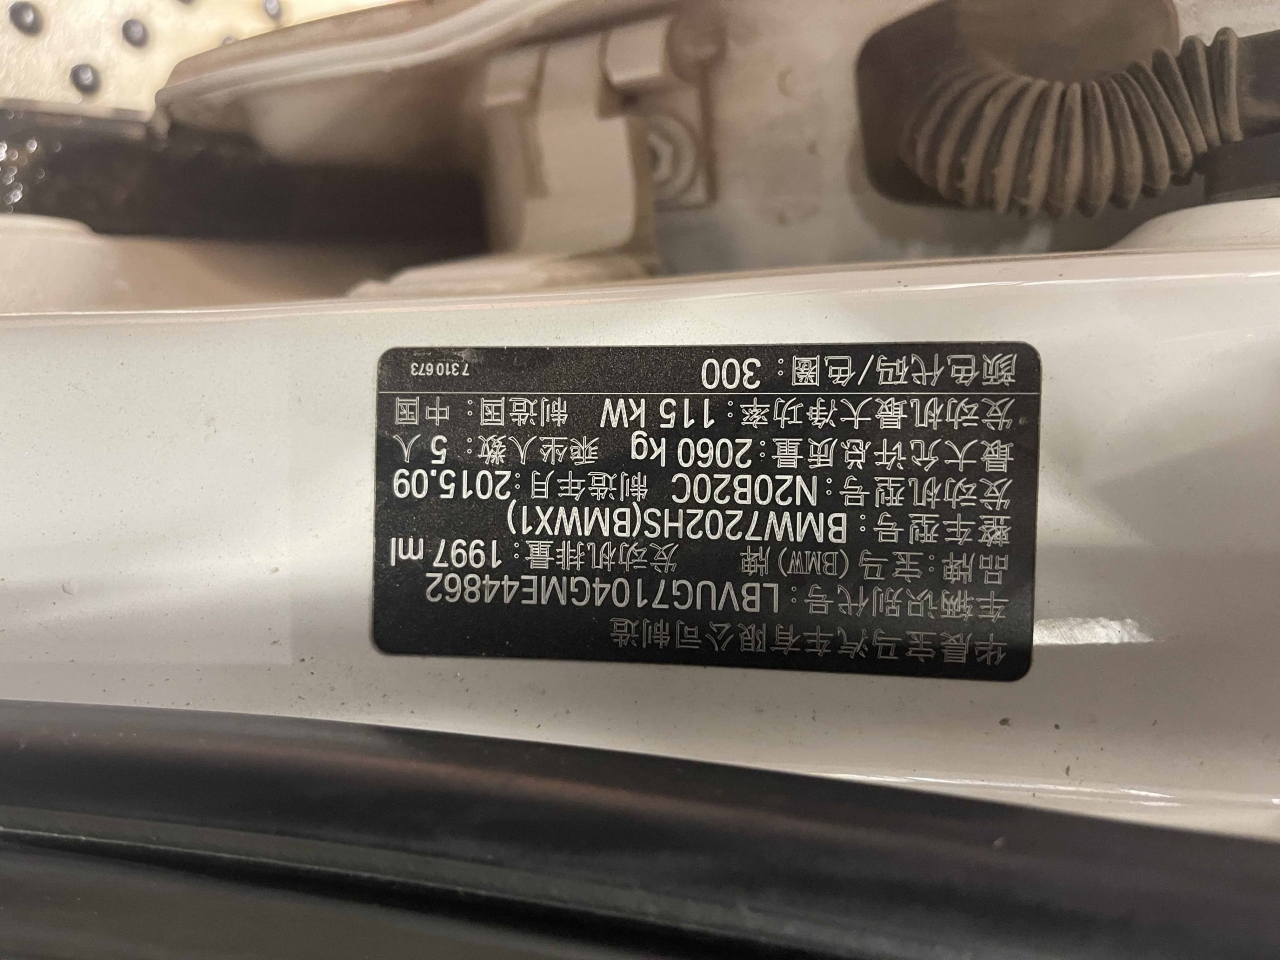 华晨宝马汽车有限公司制造
车辆识别代号：LBVUG7104GME44862
品牌：宝马（BMW）牌 发动机排量：1997 ml
整车型号：BMW7202HS(BMWX1)
发动机型号：N20B20C 制造年月：2015.09
最大允许总质量：2060 kg 乘坐人数：5 人
发动机最大净功率：115 kW 制造国：中国
颜色代码/色圈：300 7 310 673